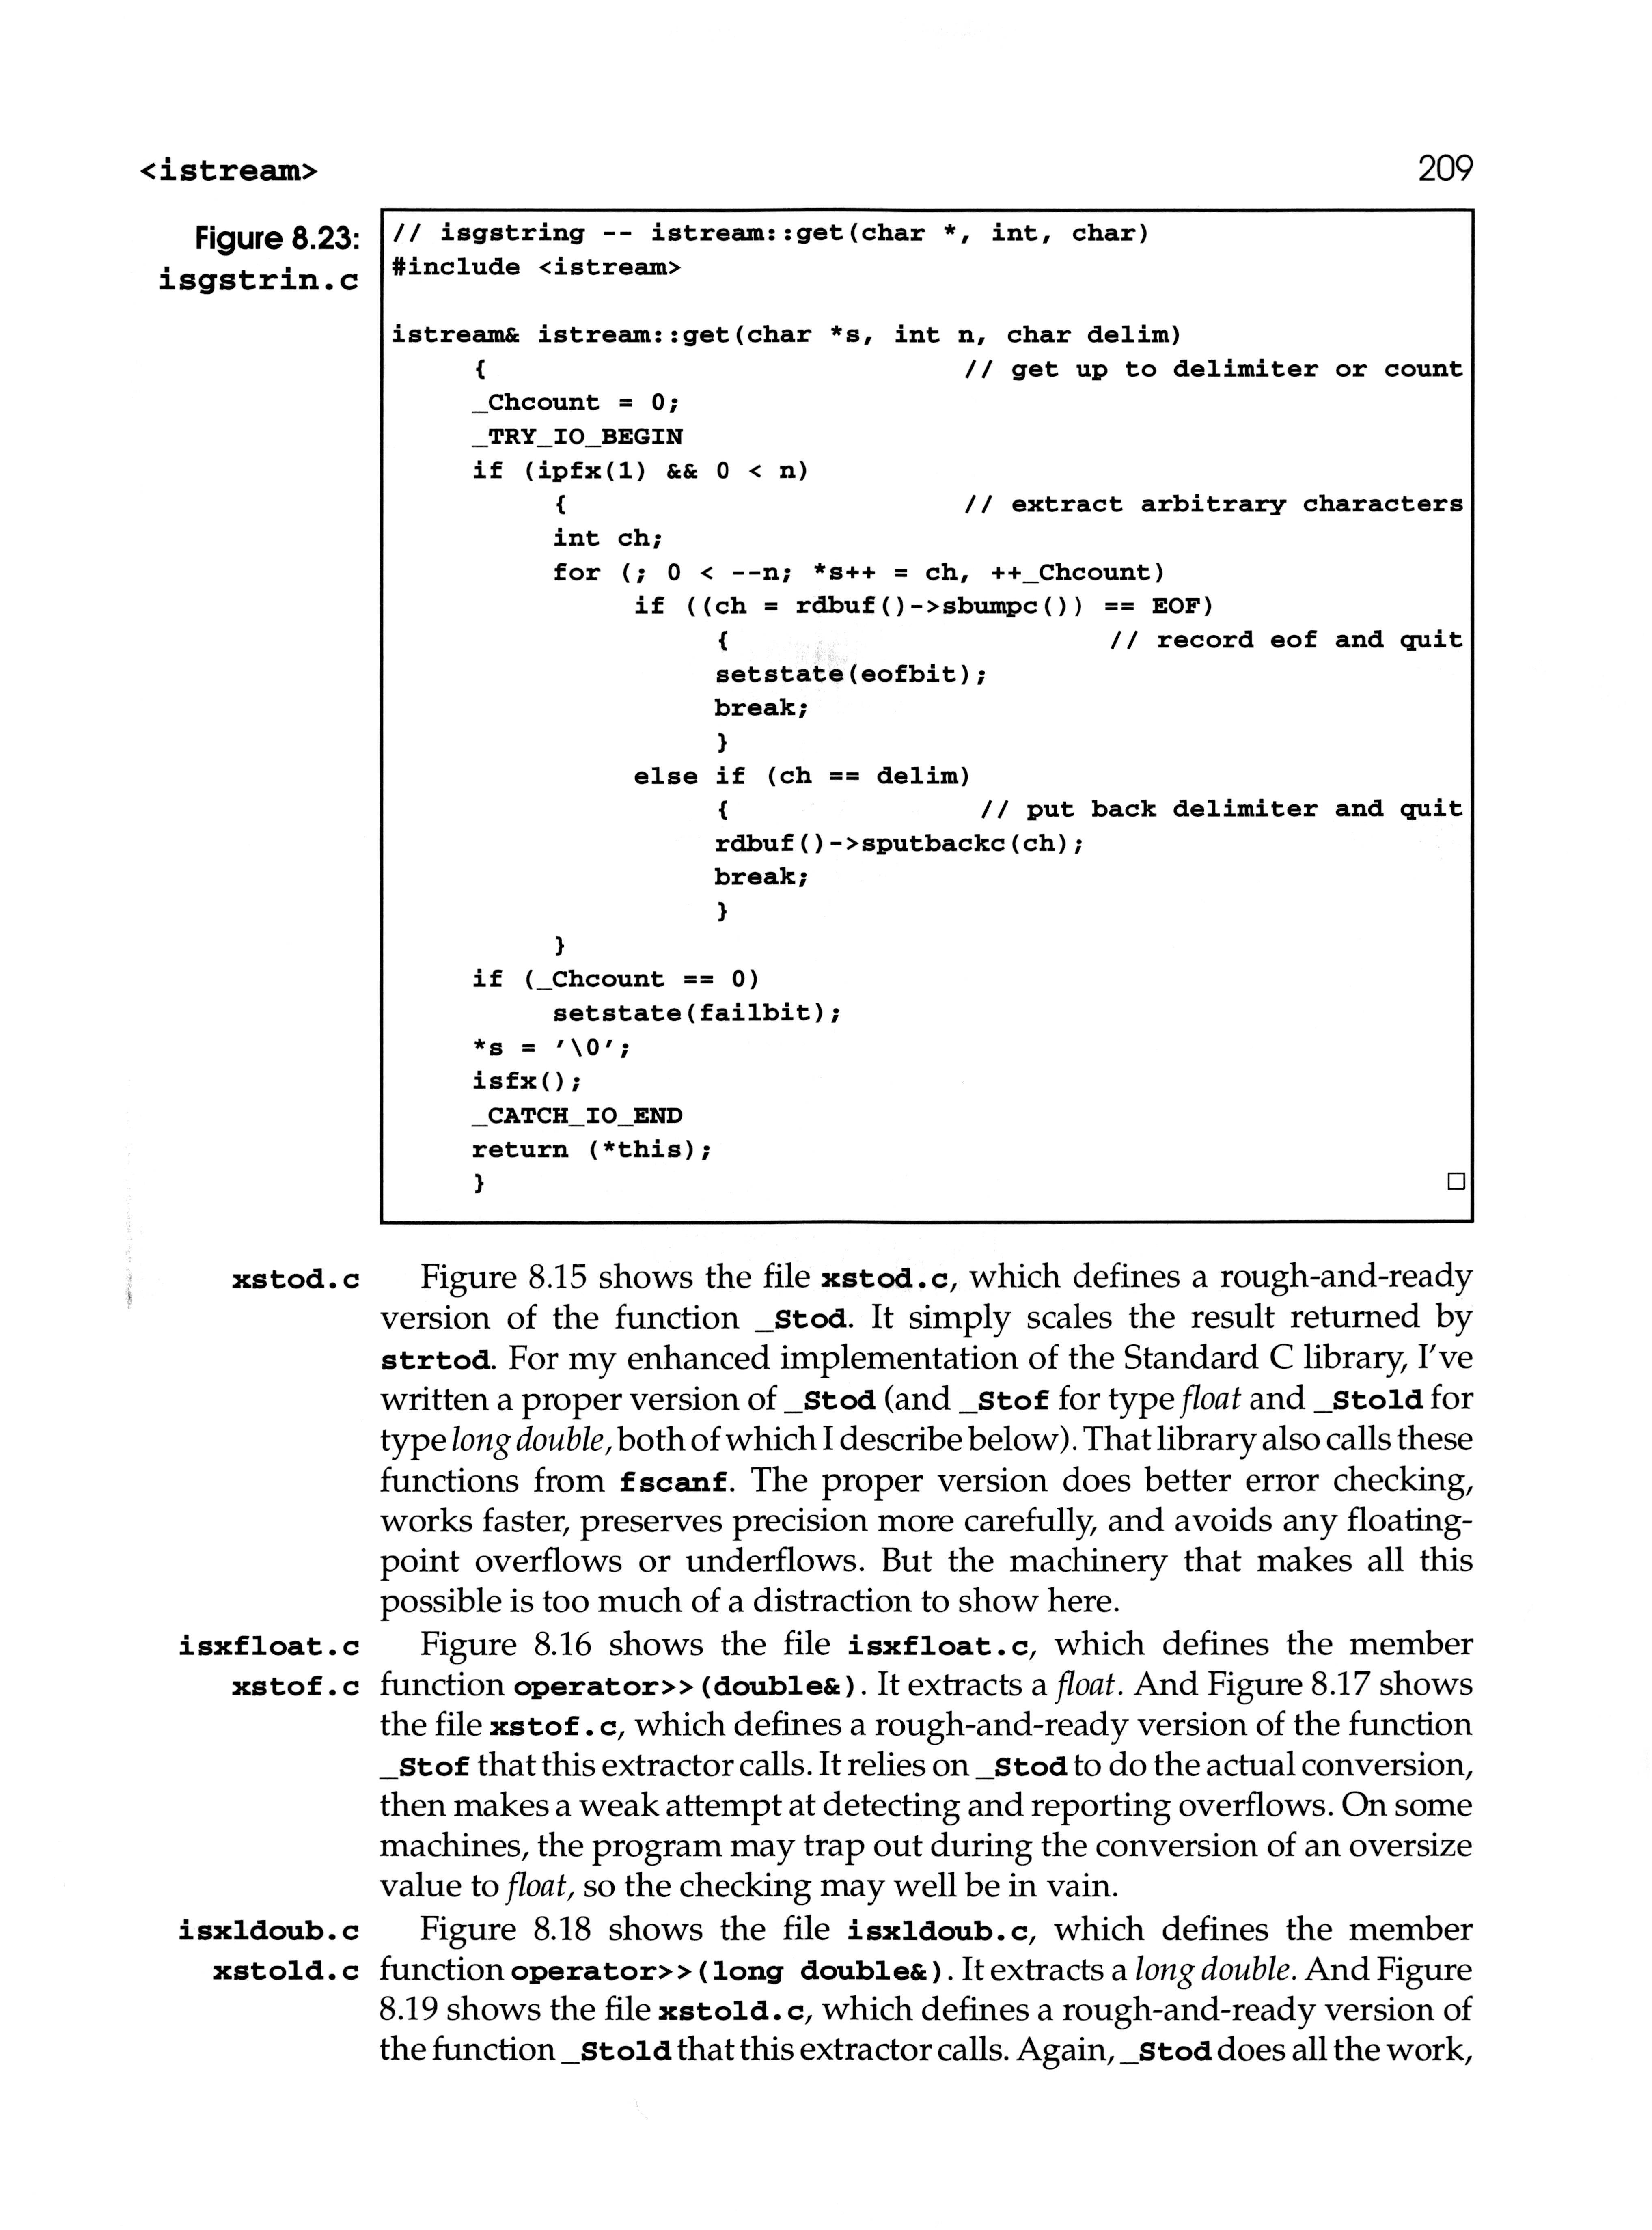 <istream>
209
Figure 8.23:
isgstrin.c
// isgstring -- istream::get(char *, int, char)
#include <istream>
istream& istream::get(char *s, int n, char delim)
{ // get up to delimiter or count
_Chcount = 0;
_TRY_IO_BEGIN
if (ipfx(1) && 0 < n)
{ // extract arbitrary characters
int ch;
for (; 0 < --n; *s++ = ch, ++_Chcount)
if ((ch = rdbuf()->sbumpc()) == EOF)
{ // record eof and quit
setstate(eofbit);
break;
}
else if (ch == delim)
{ // put back delimiter and quit
rdbuf()->sputbackc(ch);
break;
}
}
if (_Chcount == 0)
setstate(failbit);
*s = '\0';
isfx();
_CATCH_IO_END
return (*this);
}
xstod.c Figure 8.15 shows the file xstod.c, which defines a rough-and-ready
version of the function _Stod. It simply scales the result returned by
strtod. For my enhanced implementation of the Standard C library, I've
written a proper version of _Stod (and _Stof for type float and _Stold for
type long double, both of which I describe below). That library also calls these
functions from fscanf. The proper version does better error checking,
works faster, preserves precision more carefully, and avoids any floating-
point overflows or underflows. But the machinery that makes all this
possible is too much of a distraction to show here.
isxfloat.c Figure 8.16 shows the file isxfloat.c, which defines the member
xstof.c function operator>>(double&). It extracts a float. And Figure 8.17 shows
the file xstof.c, which defines a rough-and-ready version of the function
_Stof that this extractor calls. It relies on _Stod to do the actual conversion,
then makes a weak attempt at detecting and reporting overflows. On some
machines, the program may trap out during the conversion of an oversize
value to float, so the checking may well be in vain.
isxldoub.c Figure 8.18 shows the file isxldoub.c, which defines the member
xstold.c function operator>>(long double&). It extracts a long double. And Figure
8.19 shows the file xstold.c, which defines a rough-and-ready version of
the function _Stold that this extractor calls. Again, _Stod does all the work,